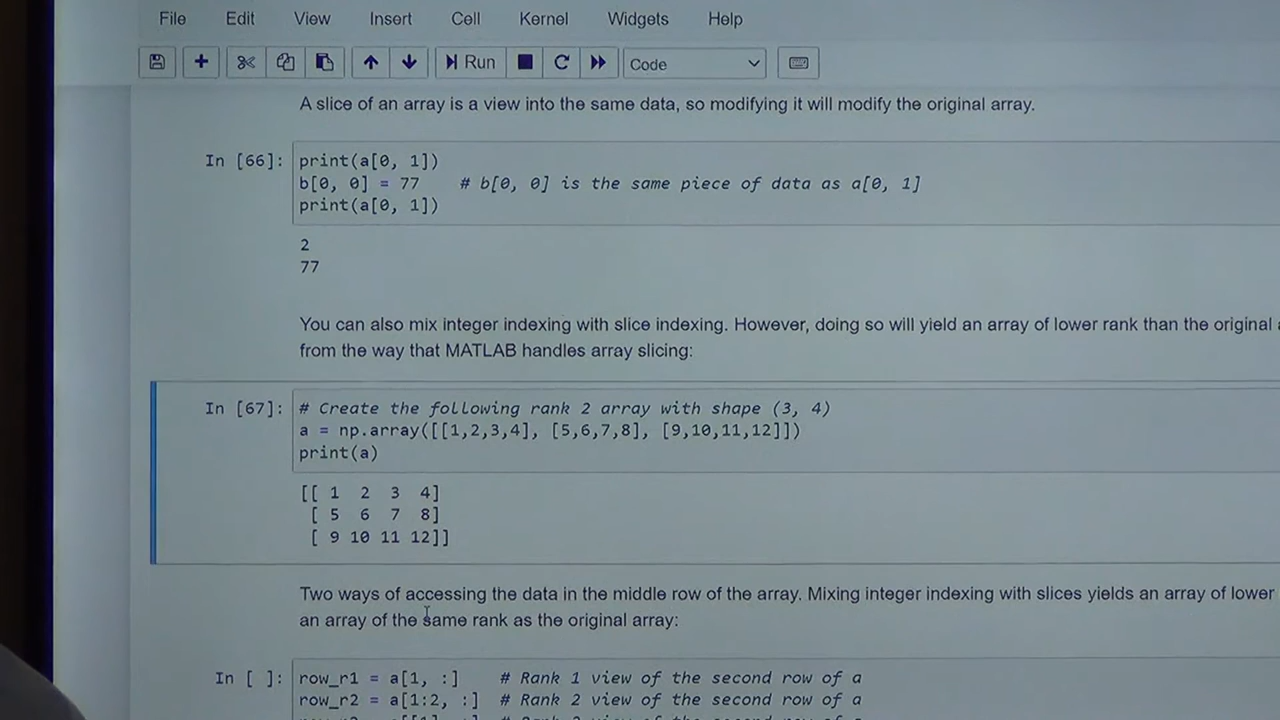 File Edit View Insert Cell Kernel Widgets Help
Run Code
A slice of an array is a view into the same data, so modifying it will modify the original array.
In [66]: print(a[0, 1])
b[0, 0] = 77 # b[0, 0] is the same piece of data as a[0, 1]
print(a[0, 1])
2
77
You can also mix integer indexing with slice indexing. However, doing so will yield an array of lower rank than the original
from the way that MATLAB handles array slicing:
In [67]: # Create the following rank 2 array with shape (3, 4)
a = np.array([[1,2,3,4], [5,6,7,8], [9,10,11,12]])
print(a)
[[ 1 2 3 4]
[ 5 6 7 8]
[ 9 10 11 12]]
Two ways of accessing the data in the middle row of the array. Mixing integer indexing with slices yields an array of lower
an array of the same rank as the original array:
In [ ]: row_r1 = a[1, :] # Rank 1 view of the second row of a
row_r2 = a[1:2, :] # Rank 2 view of the second row of a